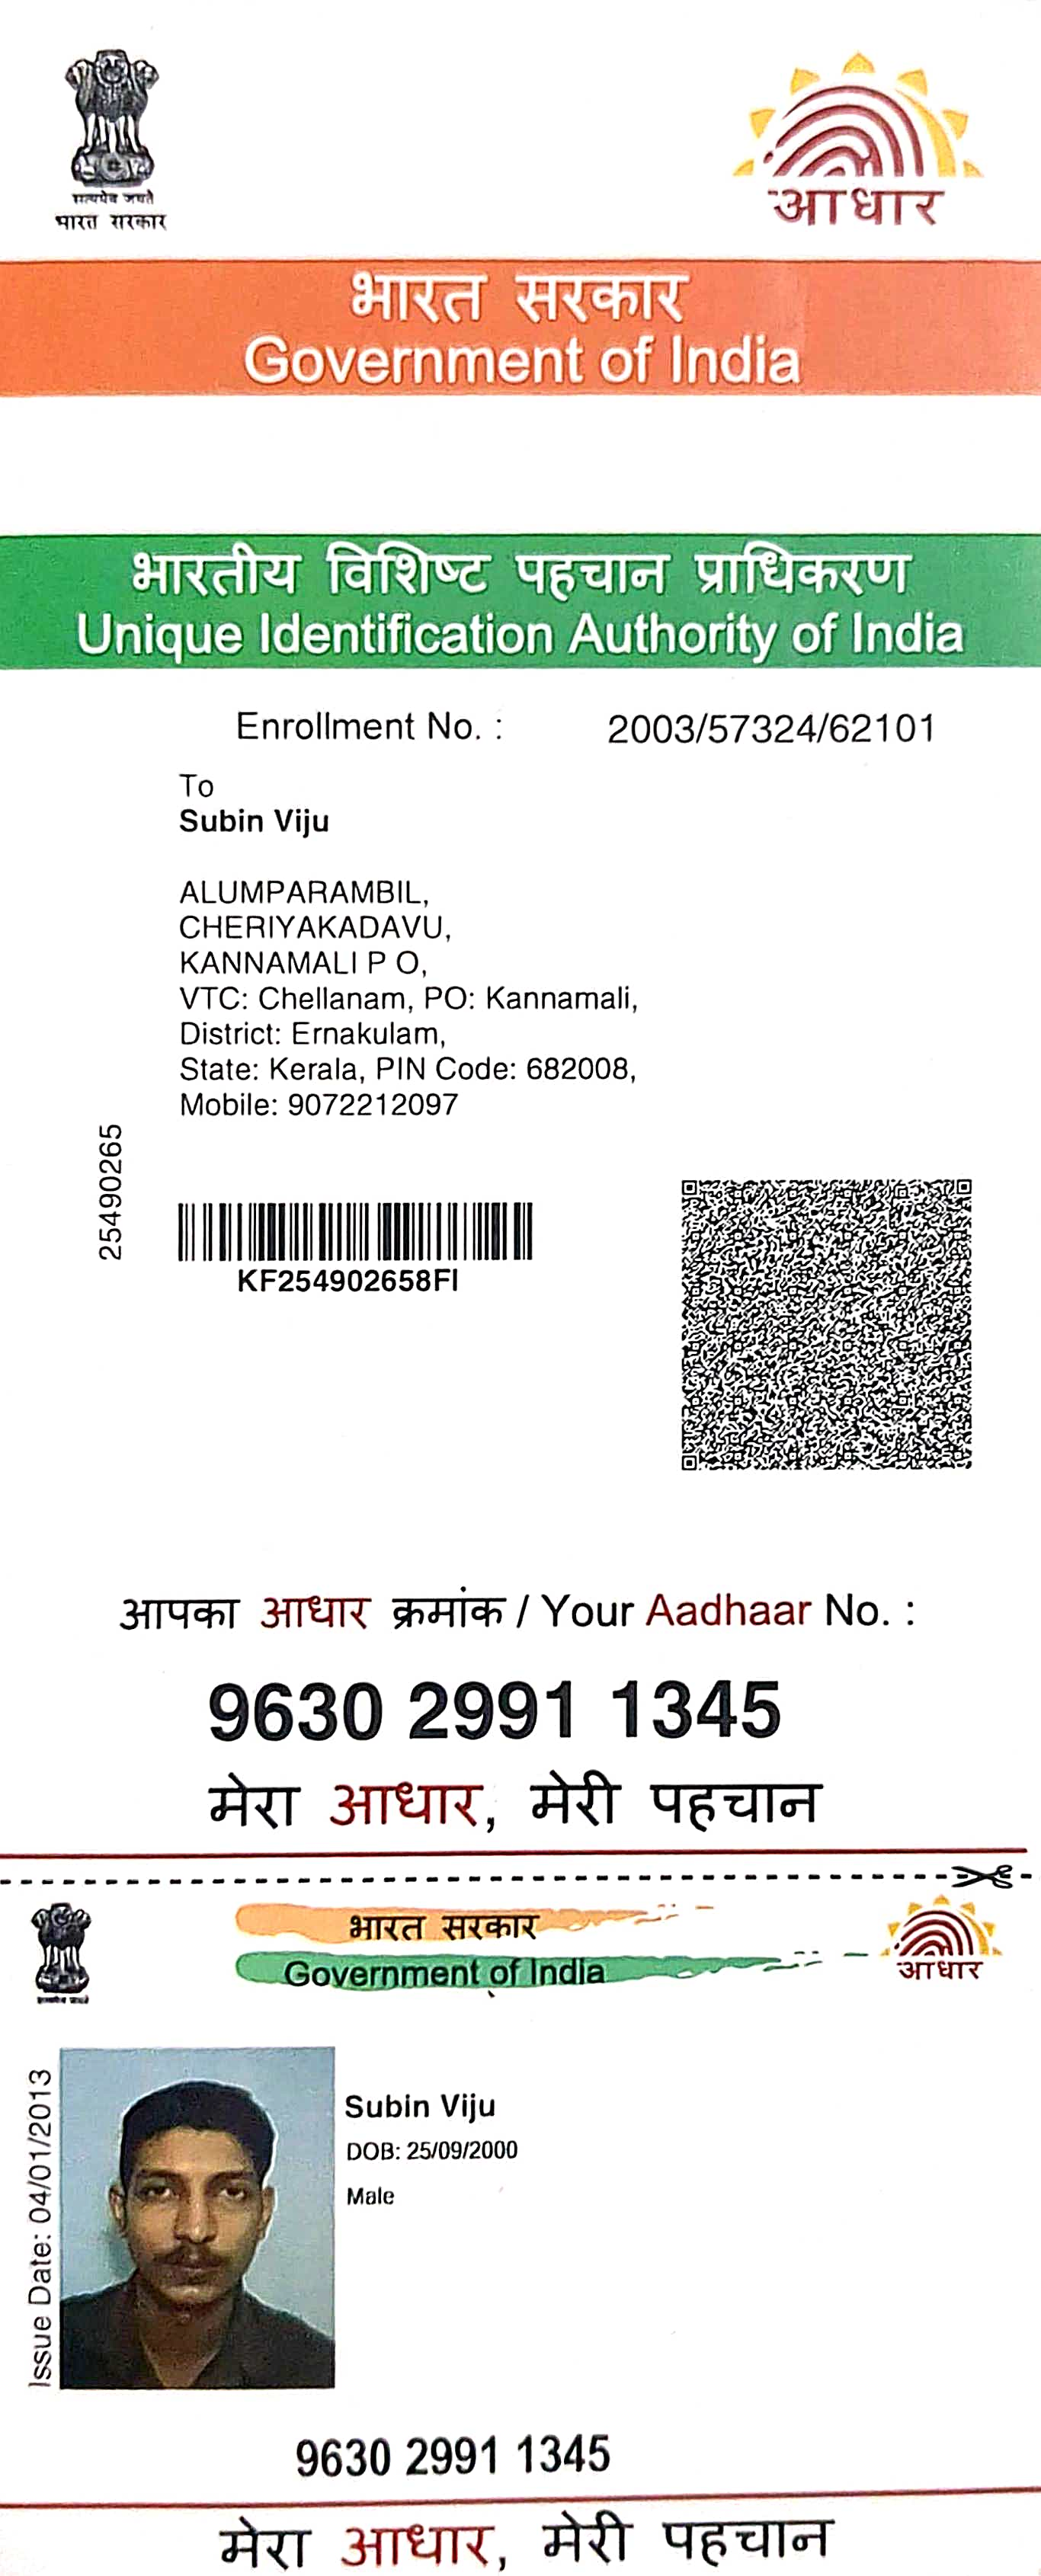 सत्यमेव जयते
भारत सरकार
आधार
भारत सरकार
Government of India
भारतीय विशिष्ट पहचान प्राधिकरण
Unique Identification Authority of India
Enrollment No. : 2003/57324/62101
To
Subin Viju
ALUMPARAMBIL,
CHERIYAKADAVU,
KANNAMALI P O,
VTC: Chellanam, PO: Kannamali,
District: Ernakulam,
State: Kerala, PIN Code: 682008,
Mobile: 9072212097
25490265
KF254902658FI
आपका आधार क्रमांक / Your Aadhaar No. :
9630 2991 1345
मेरा आधार, मेरी पहचान
भारत सरकार
Government of India
आधार
Issue Date: 04/01/2013
Subin Viju
DOB: 25/09/2000
Male
9630 2991 1345
मेरा आधार, मेरी पहचान